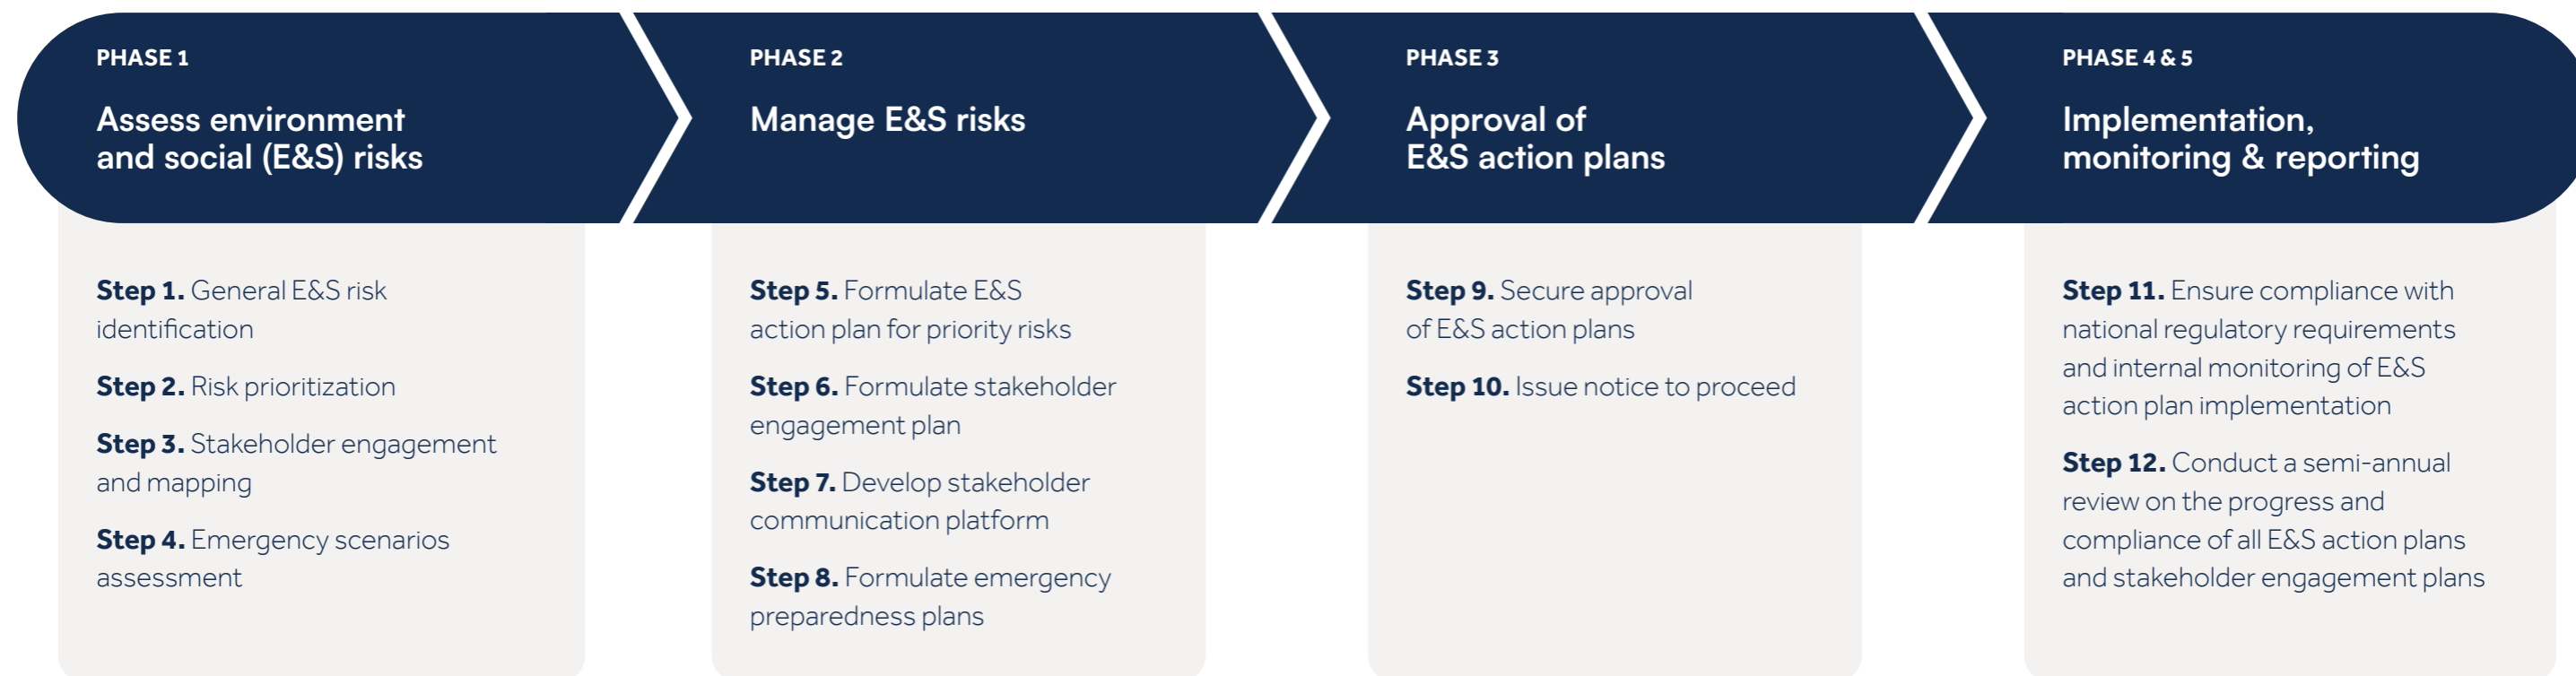 PHASE 1
Assess environment
and social (E&S) risks
Step 1. General E&S risk
identification
Step 2. Risk prioritization
Step 3. Stakeholder engagement
and mapping
Step 4. Emergency scenarios
assessment
PHASE 2
Manage E&S risks
Step 5. Formulate E&S
action plan for priority risks
Step 6. Formulate stakeholder
engagement plan
Step 7. Develop stakeholder
communication platform
Step 8. Formulate emergency
preparedness plans
PHASE 3
Approval of
E&S action plans
Step 9. Secure approval
of E&S action plans
Step 10. Issue notice to proceed
PHASE 4 & 5
Implementation,
monitoring & reporting
Step 11. Ensure compliance with
national regulatory requirements
and internal monitoring of E&S
action plan implementation
Step 12. Conduct a semi-annual
review on the progress and
compliance of all E&S action plans
and stakeholder engagement plans